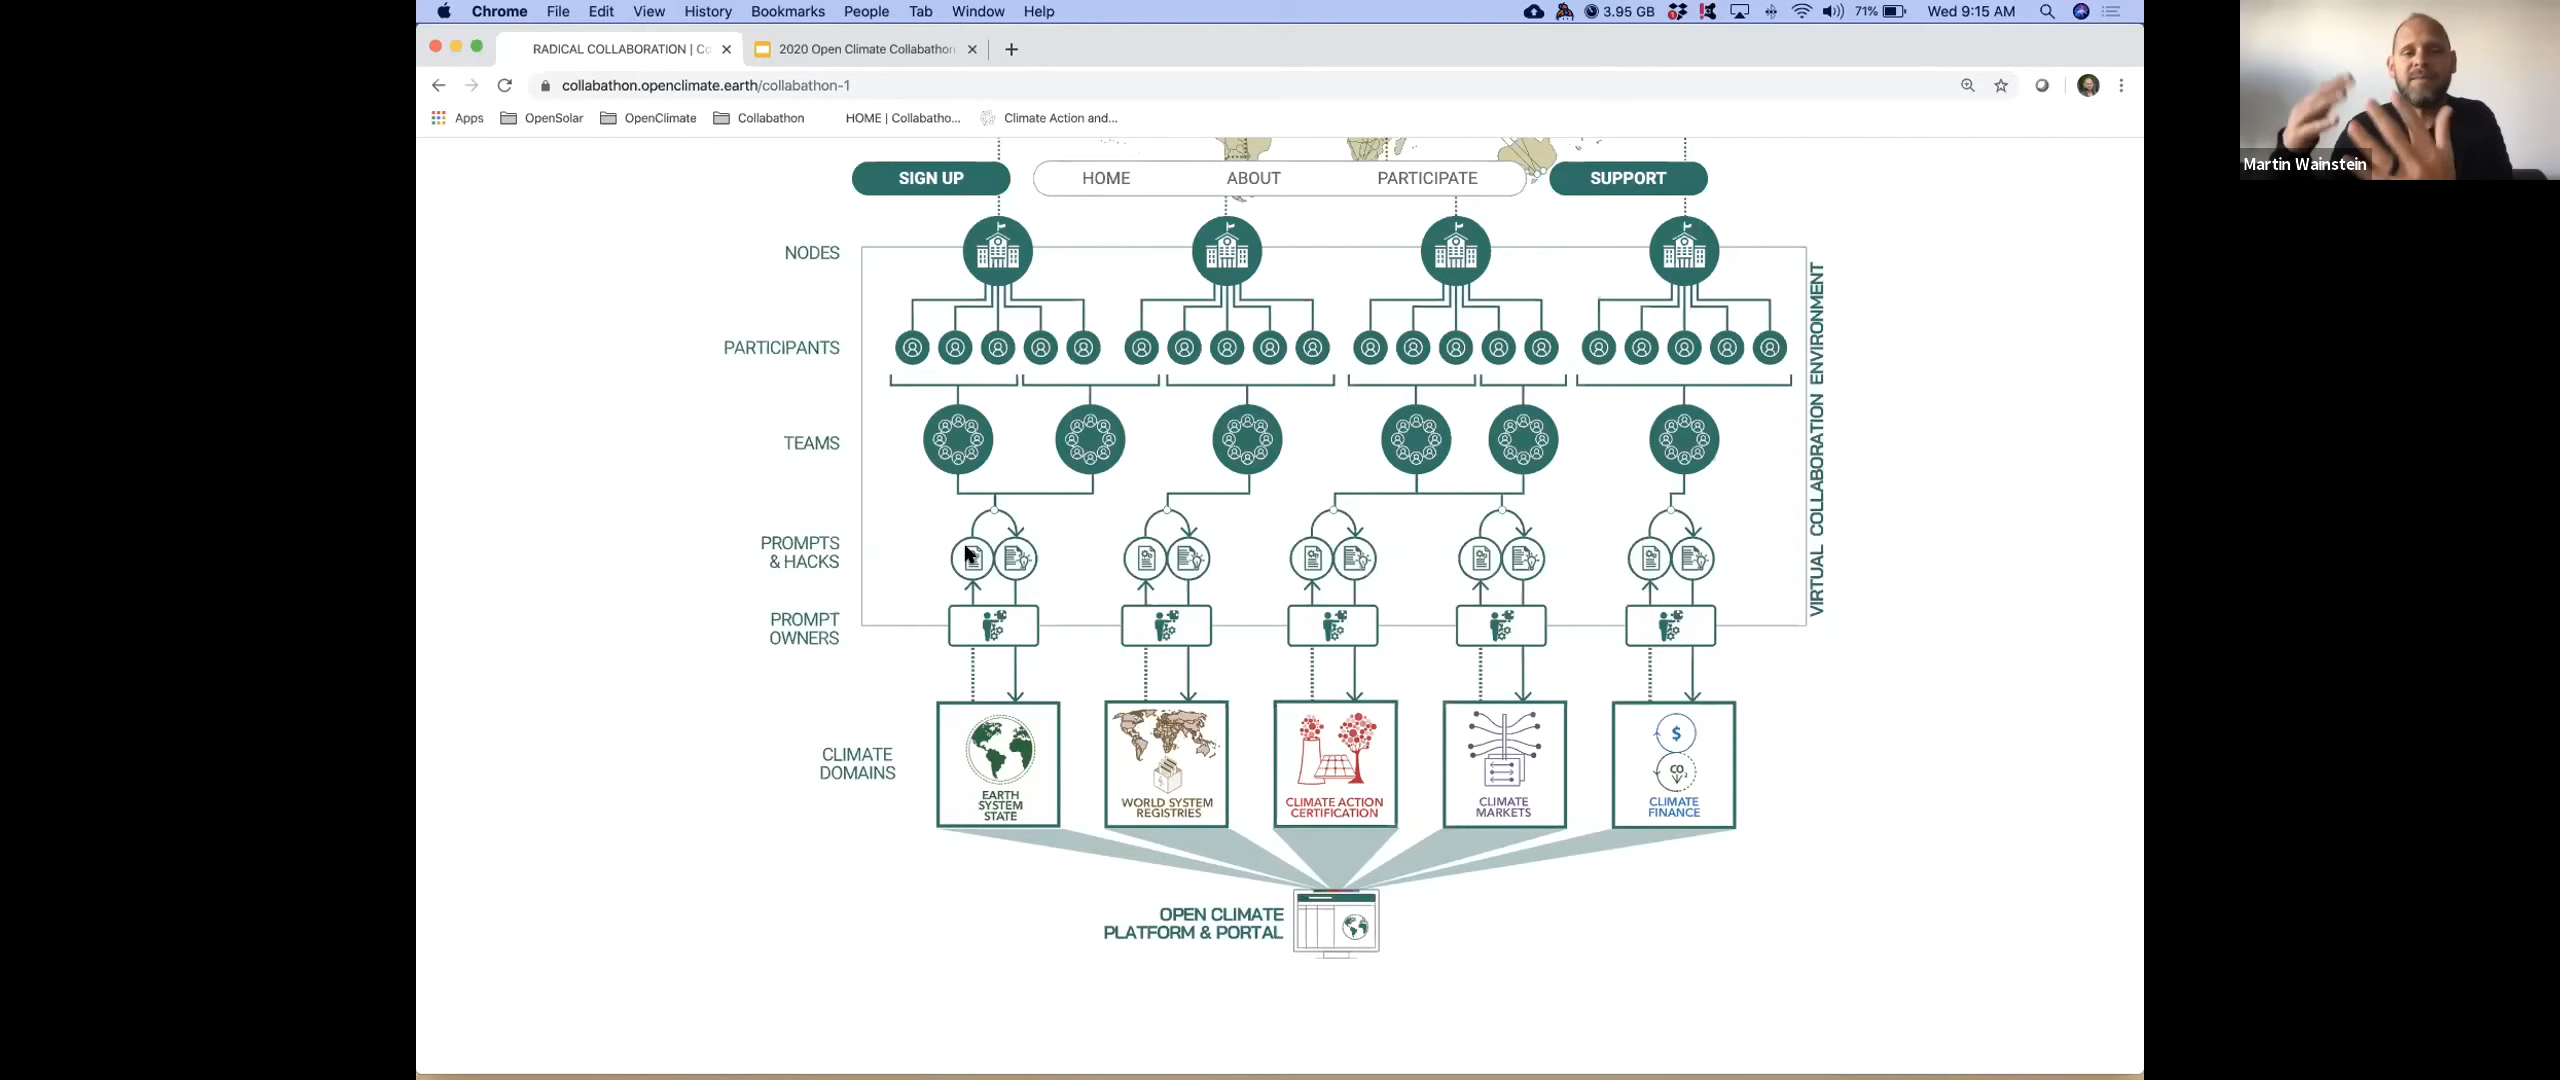 Chrome File Edit View History Bookmarks People Tab Window Help
3.95 GB 71% Wed 9:15 AM
RADICAL COLLABORATION | Co
2020 Open Climate Collabathon
collabathon.openclimate.earth/collabathon-1
Apps OpenSolar OpenClimate Collabathon HOME | Collabatho... Climate Action and...
SIGN UP HOME ABOUT PARTICIPATE SUPPORT
NODES
PARTICIPANTS
TEAMS
PROMPTS
& HACKS
PROMPT
OWNERS
VIRTUAL COLLABORATION ENVIRONMENT
CLIMATE
DOMAINS
EARTH
SYSTEM
STATE
WORLD SYSTEM
REGISTRIES
CLIMATE ACTION
CERTIFICATION
CLIMATE
MARKETS
$
CO2
CLIMATE
FINANCE
OPEN CLIMATE
PLATFORM & PORTAL
Martin Wainstein